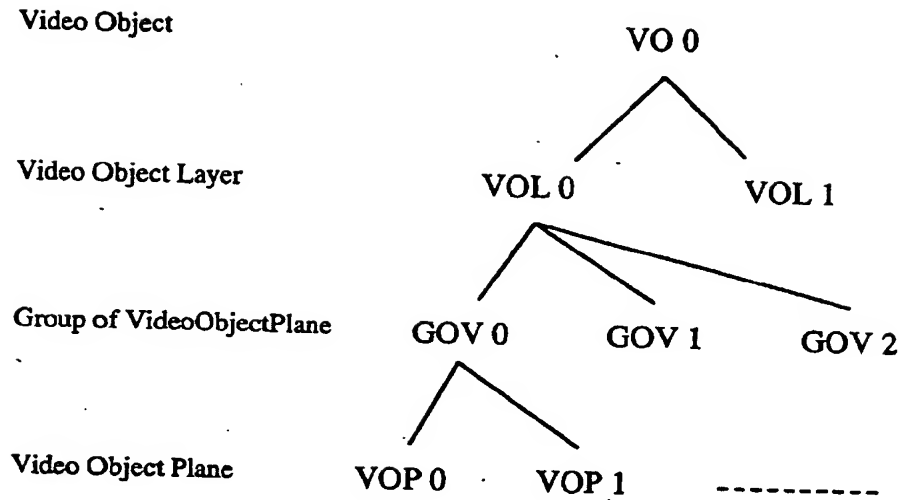 Video Object
VO 0
Video Object Layer
VOL 0
VOL 1
Group of VideoObjectPlane
GOV 0
GOV 1
GOV 2
Video Object Plane
VOP 0
VOP 1